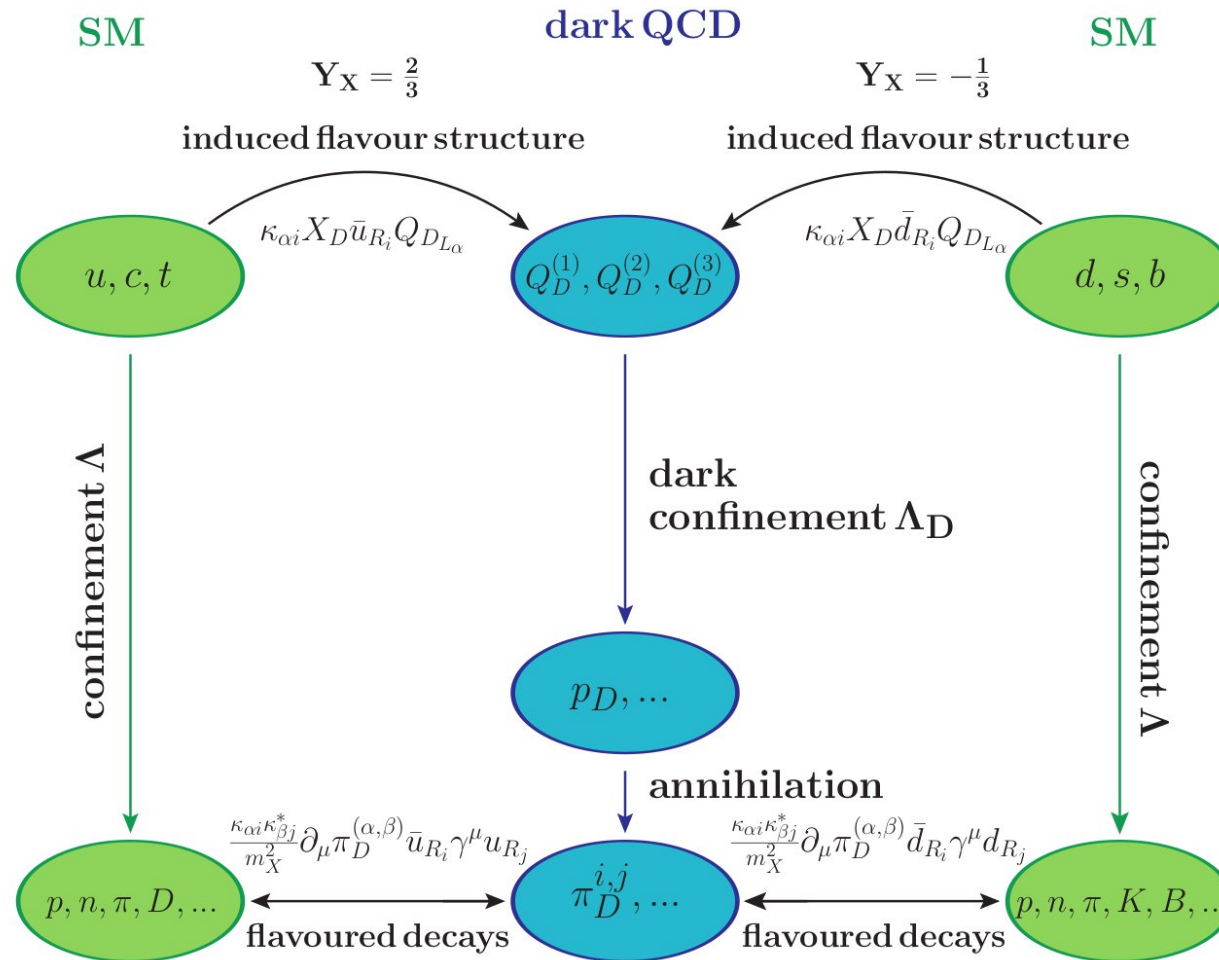 SM
dark QCD
SM
Y_X = 2/3
Y_X = −1/3
induced flavour structure
induced flavour structure
κ_{αi} X_D ū_{R_i} Q_{D_{Lα}}
κ_{αi} X_D d̄_{R_i} Q_{D_{Lα}}
u, c, t
Q_D^{(1)}, Q_D^{(2)}, Q_D^{(3)}
d, s, b
confinement Λ
dark
confinement Λ_D
confinement Λ
p_D, ...
annihilation
κ_{αi}κ*_{βj}/m_X^2 ∂_μ π_D^{(α,β)} ū_{R_i} γ^μ u_{R_j}
κ_{αi}κ*_{βj}/m_X^2 ∂_μ π_D^{(α,β)} d̄_{R_i} γ^μ d_{R_j}
p, n, π, D, ...
π_D^{i,j}, ...
p, n, π, K, B, ..
flavoured decays
flavoured decays